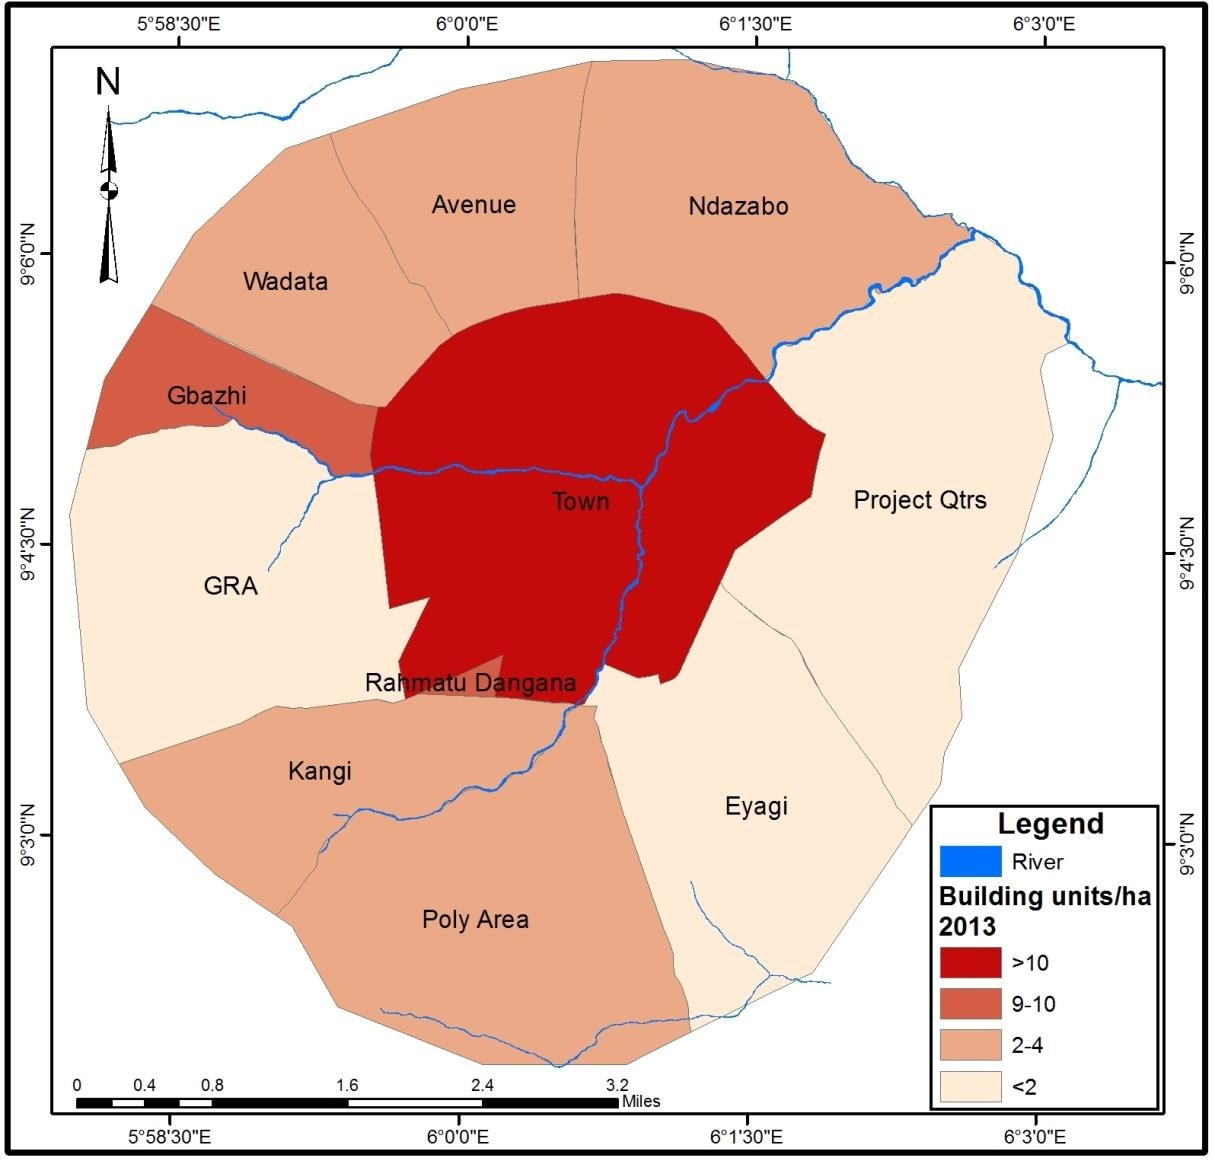 5°58'30"E 6°0'0"E 6°1'30"E 6°3'0"E
N
Avenue
Ndazabo
9°6'0"N
9°6'0"N
Wadata
Gbazhi
Town
Project Qtrs
9°4'30"N
9°4'30"N
GRA
Rahmatu Dangana
Kangi
Eyagi
9°3'0"N
9°3'0"N
Poly Area
Legend
River
Building units/ha
2013
>10
9-10
2-4
<2
0 0.4 0.8 1.6 2.4 3.2
Miles
5°58'30"E 6°0'0"E 6°1'30"E 6°3'0"E